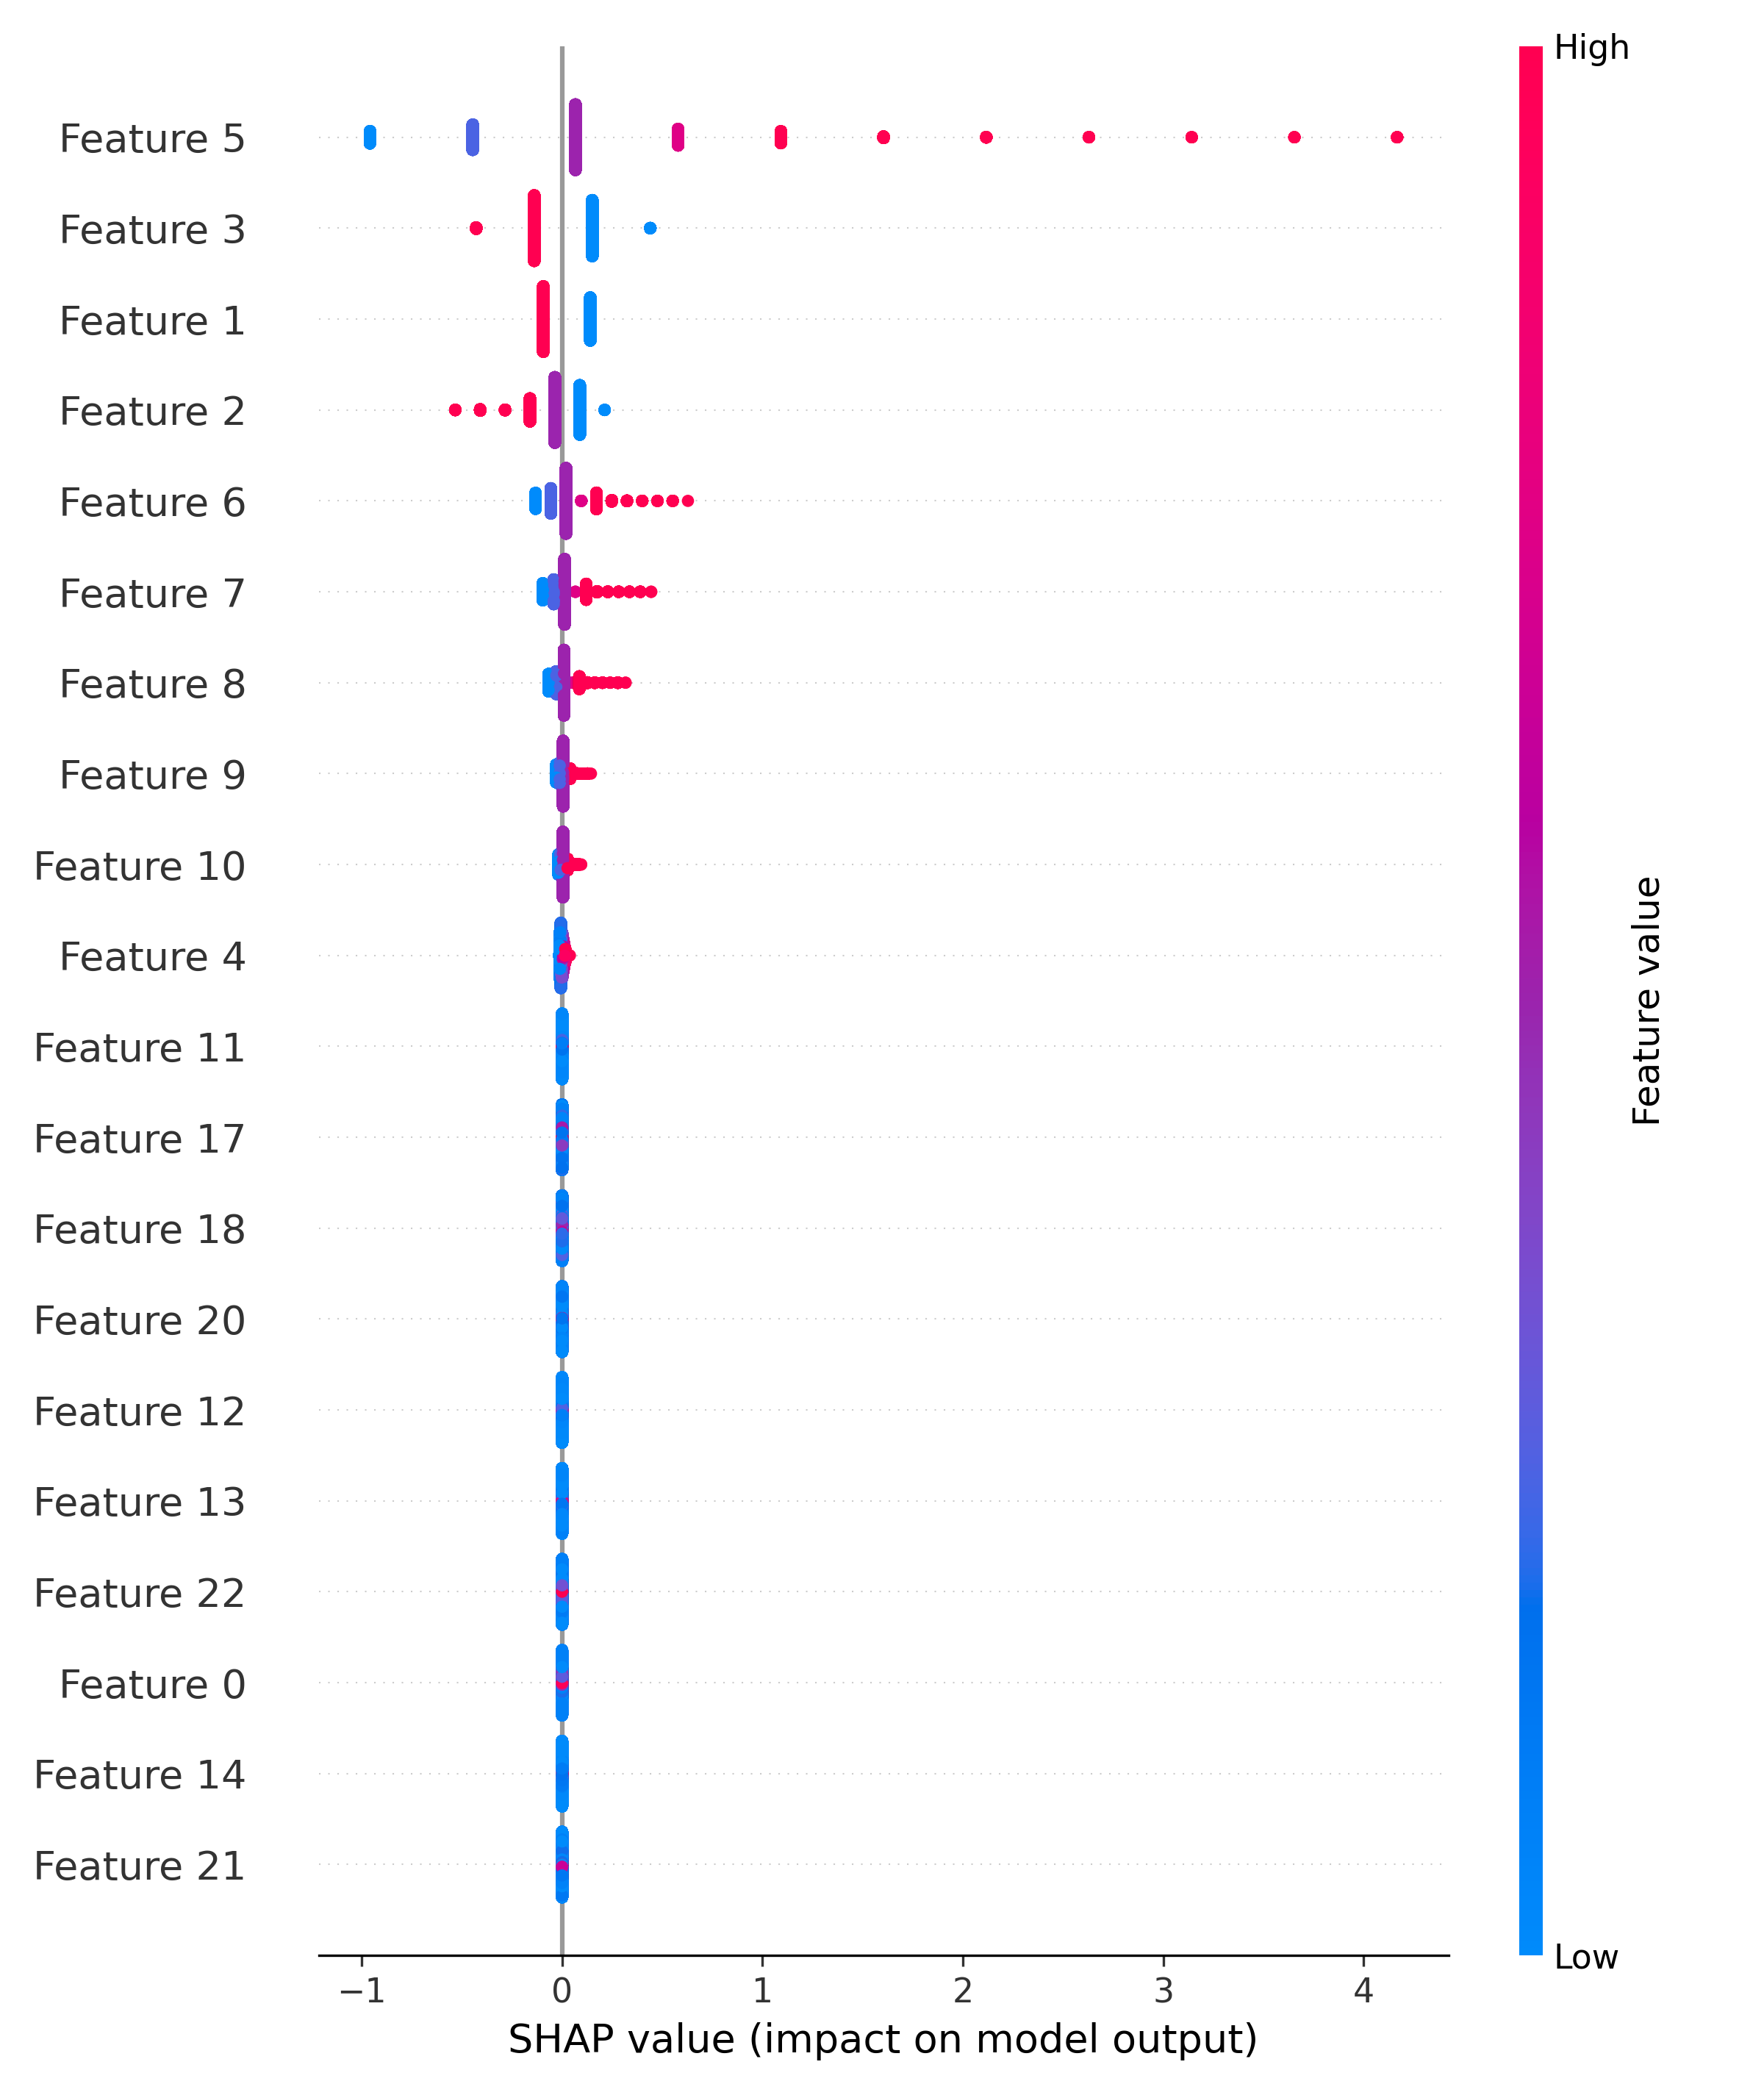 High
Feature 5
Feature 3
Feature 1
Feature 2
Feature 6
Feature 7
Feature 8
Feature 9
Feature 10
Feature 4
Feature 11
Feature 17
Feature 18
Feature 20
Feature 12
Feature 13
Feature 22
Feature 0
Feature 14
Feature 21
Feature value
Low
−1 0 1 2 3 4
SHAP value (impact on model output)